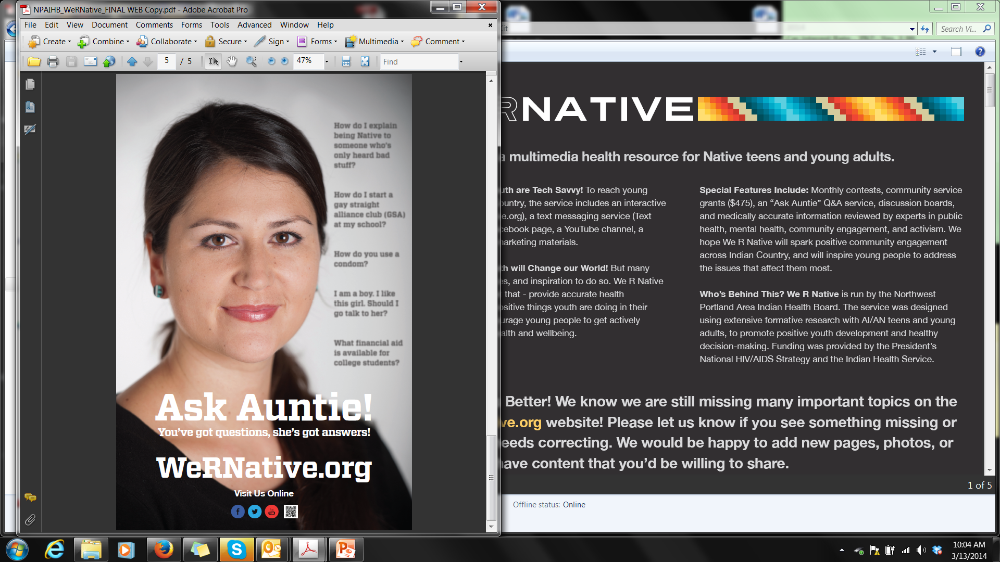 NPAIHB_WeRNative_FINAL WEB Copy.pdf - Adobe Acrobat Pro
File Edit View Document Comments Forms Tools Advanced Window Help
Create Combine Collaborate Secure Sign Forms Multimedia Comment
5 / 5 47% Find
How do I explain
being Native to
someone who's
only heard bad
stuff?
How do I start a
gay straight
alliance club (GSA)
at my school?
How do you use a
condom?
I am a boy. I like
this girl. Should I
go talk to her?
What financial aid
is available for
college students?
Ask Auntie!
You've got questions, she's got answers!
WeRNative.org
Visit Us Online
Search Vi...
RNATIVE
a multimedia health resource for Native teens and young adults.
uth are Tech Savvy! To reach young
ountry, the service includes an interactive
e.org), a text messaging service (Text
cebook page, a YouTube channel, a
marketing materials.
th will Change our World! But many
es, and inspiration to do so. We R Native
that - provide accurate health
ositive things youth are doing in their
urage young people to get actively
alth and wellbeing.
Special Features Include: Monthly contests, community service
grants ($475), an “Ask Auntie” Q&A service, discussion boards,
and medically accurate information reviewed by experts in public
health, mental health, community engagement, and activism. We
hope We R Native will spark positive community engagement
across Indian Country, and will inspire young people to address
the issues that affect them most.
Who's Behind This? We R Native is run by the Northwest
Portland Area Indian Health Board. The service was designed
using extensive formative research with AI/AN teens and young
adults, to promote positive youth development and healthy
decision-making. Funding was provided by the President's
National HIV/AIDS Strategy and the Indian Health Service.
Better! We know we are still missing many important topics on the
ve.org website! Please let us know if you see something missing or
eeds correcting. We would be happy to add new pages, photos, or
have content that you'd be willing to share.
1 of 5
Offline status: Online
10:04 AM
3/13/2014